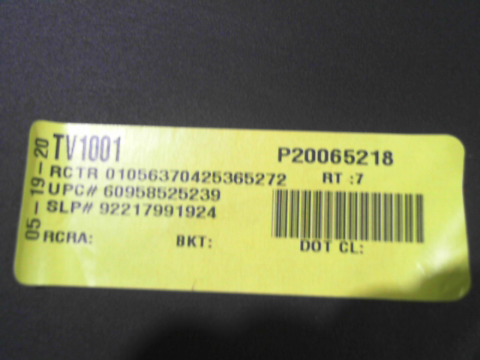 05-19-20
TV1001 P20065218
RCTR 01056370425365272 RT :7
UPC# 60958525239
SLP# 92217991924
RCRA: BKT: DOT CL: